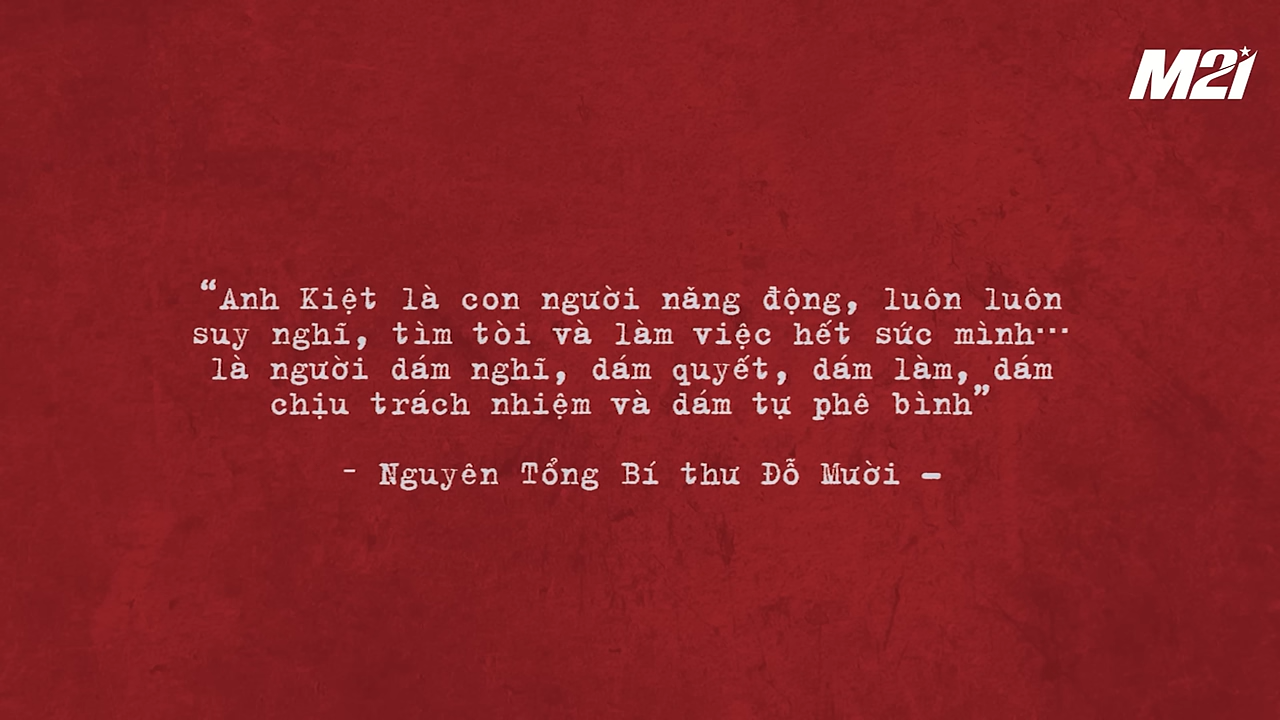 M21
“Anh Kiệt là con người năng động, luôn luôn
suy nghĩ, tìm tòi và làm việc hết sức mình…
là người dám nghĩ, dám quyết, dám làm, dám
chịu trách nhiệm và dám tự phê bình”
- Nguyên Tổng Bí thư Đỗ Mười –